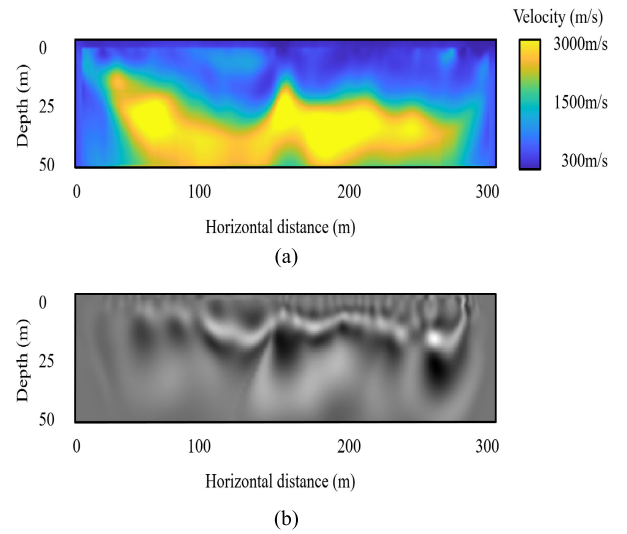 Velocity (m/s)
0
25
50
Depth (m)
3000m/s
1500m/s
300m/s
0 100 200 300
Horizontal distance (m)
(a)
0
25
50
Depth (m)
0 100 200 300
Horizontal distance (m)
(b)